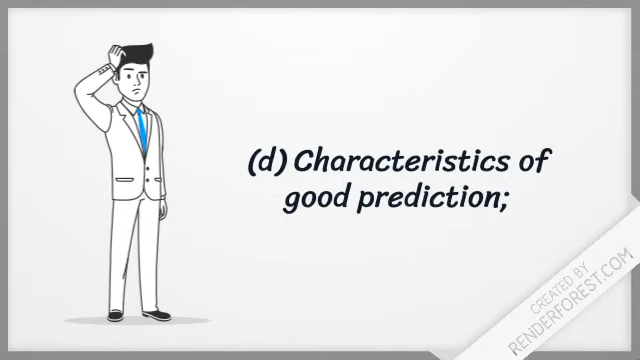 (d) Characteristics of
good prediction;
CREATED BY
RENDERFOREST.COM